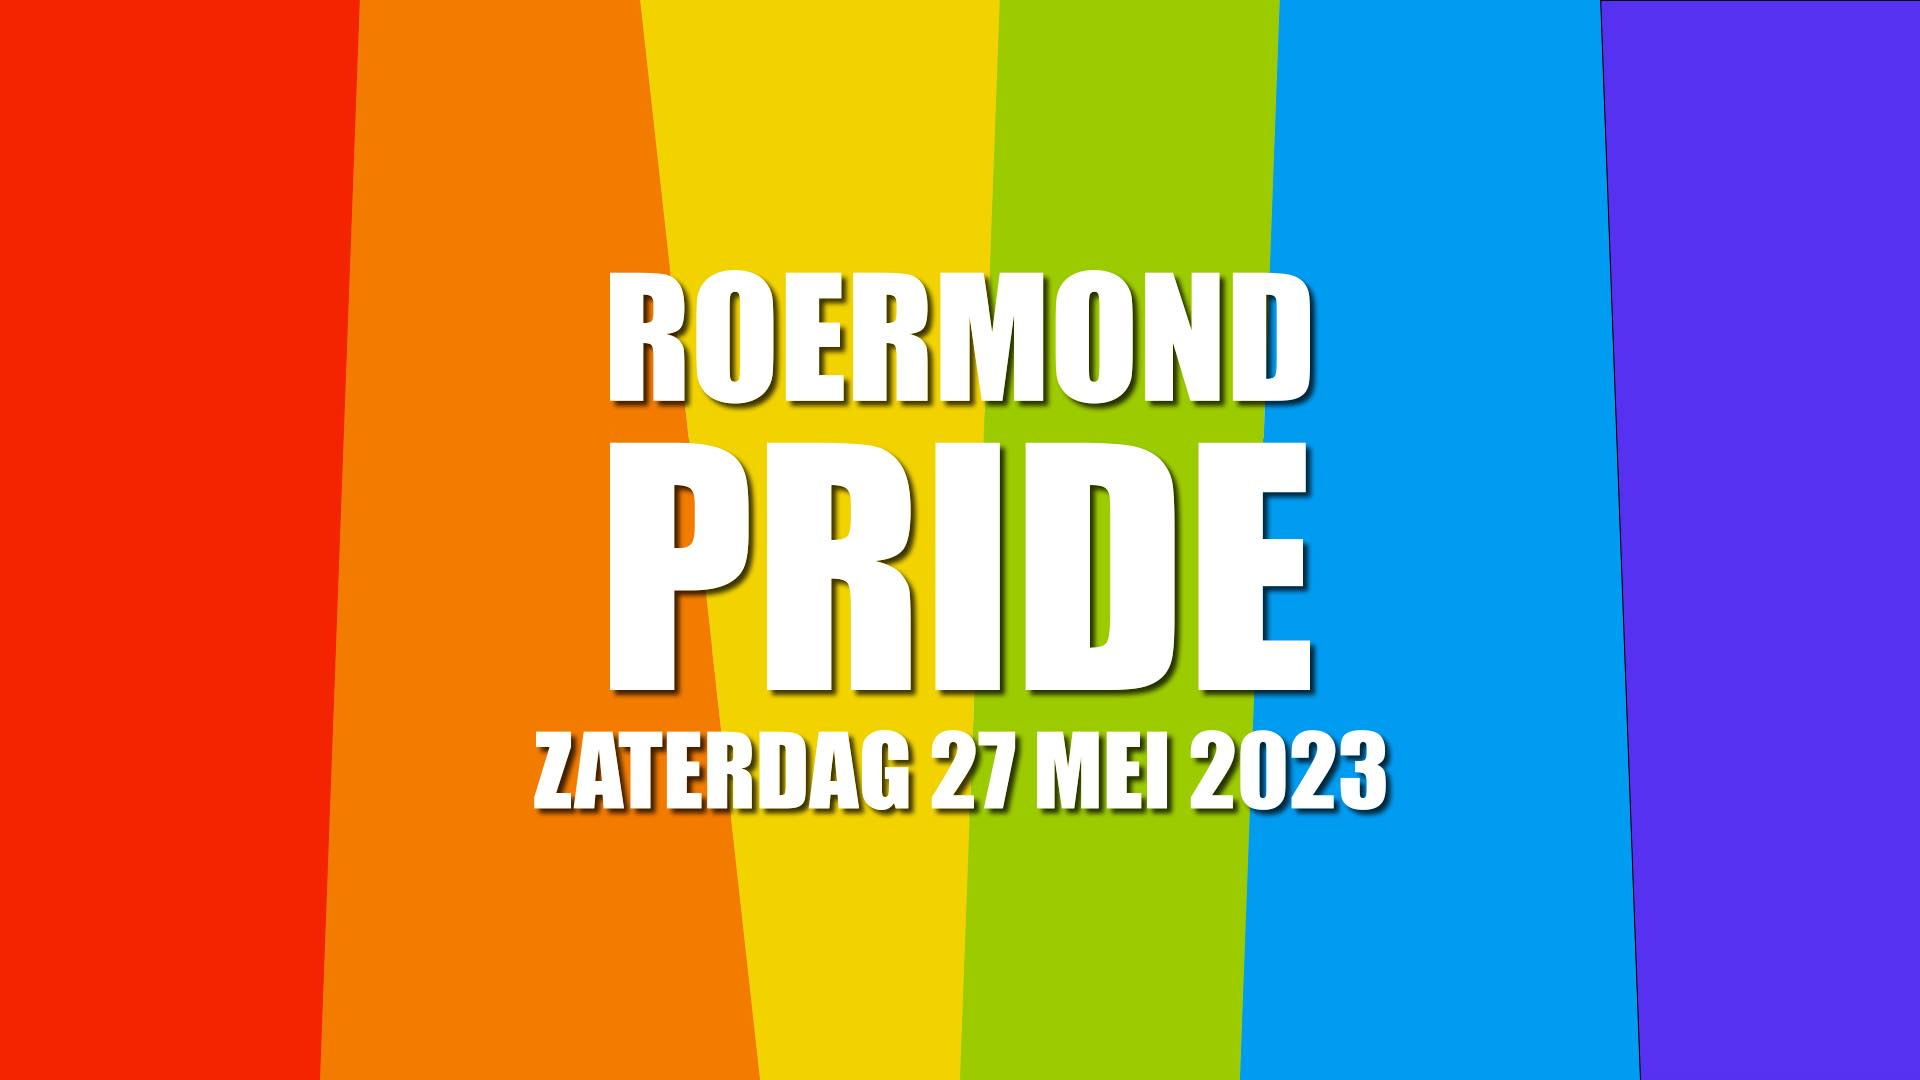 ROERMOND
PRIDE
ZATERDAG 27 MEI 2023